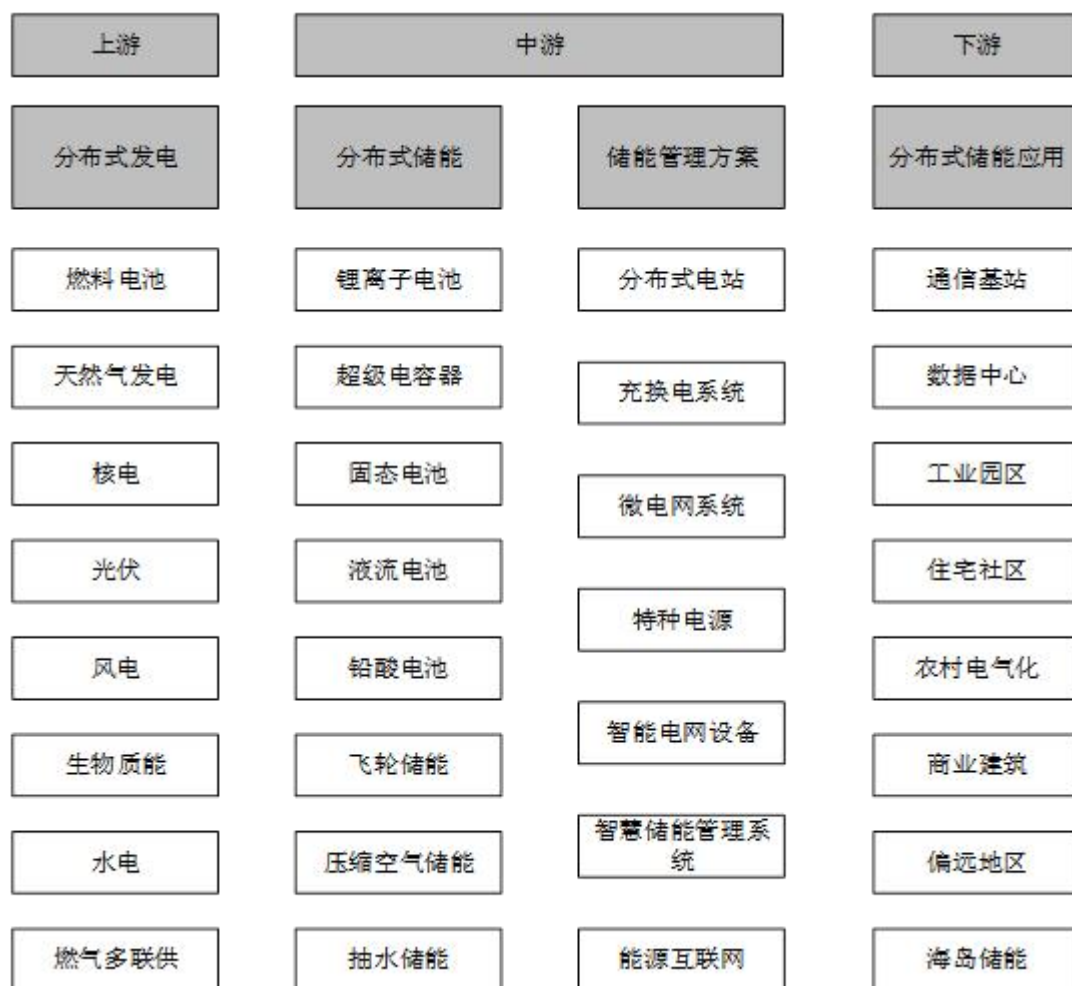 上游
中游
下游
分布式发电
分布式储能
储能管理方案
分布式储能应用
燃料电池
锂离子电池
分布式电站
通信基站
天然气发电
超级电容器
充换电系统
数据中心
核电
固态电池
微电网系统
工业园区
光伏
液流电池
特种电源
住宅社区
风电
铅酸电池
智能电网设备
农村电气化
生物质能
飞轮储能
商业建筑
水电
压缩空气储能
智慧储能管理系
统
偏远地区
燃气多联供
抽水储能
能源互联网
海岛储能